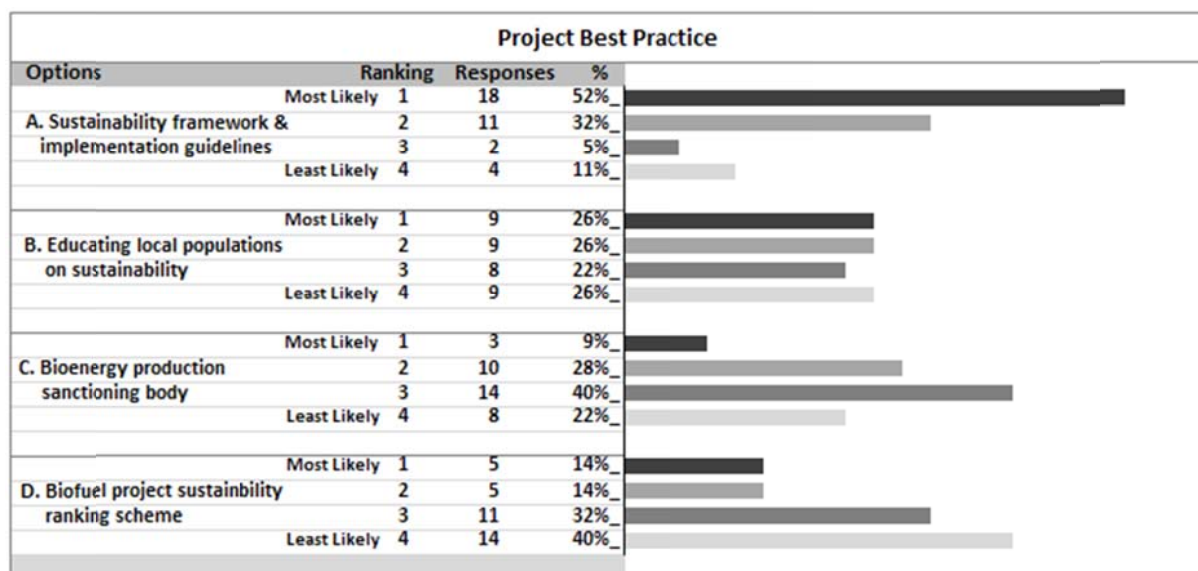 Project Best Practice
Options Ranking Responses %
Most Likely 1 18 52%_
A. Sustainability framework & 2 11 32%_
implementation guidelines 3 2 5%_
Least Likely 4 4 11%_
Most Likely 1 9 26%_
B. Educating local populations 2 9 26%_
on sustainability 3 8 22%_
Least Likely 4 9 26%_
Most Likely 1 3 9%_
C. Bioenergy production 2 10 28%_
sanctioning body 3 14 40%_
Least Likely 4 8 22%_
Most Likely 1 5 14%_
D. Biofuel project sustainbility 2 5 14%_
ranking scheme 3 11 32%_
Least Likely 4 14 40%_